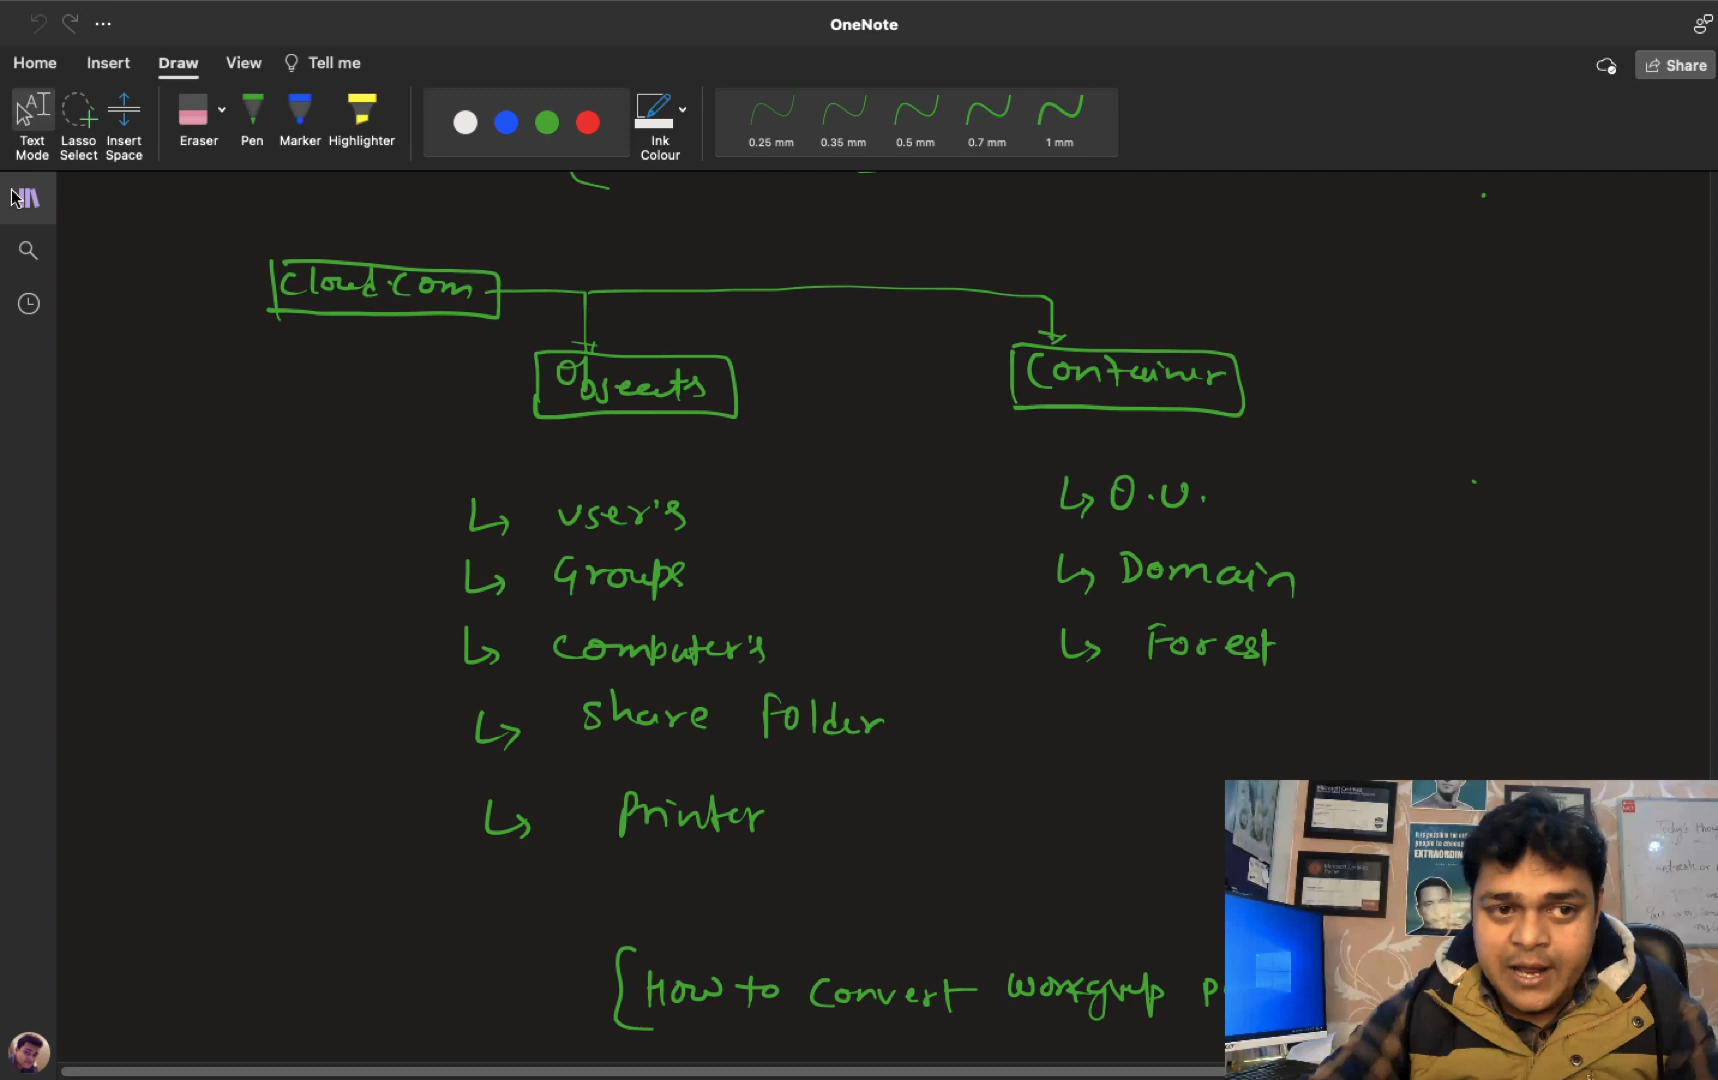 OneNote
Home Insert Draw View Tell me
Share
Text Mode
Lasso Select
Insert Space
Eraser
Pen
Marker
Highlighter
Ink Colour
0.25 mm
0.35 mm
0.5 mm
0.7 mm
1 mm
Cloud.Com
Objects
Container
user's
Groups
Computer's
Share Folder
Printer
O.U.
Domain
Forest
How to Convert
EXTRAORDIN